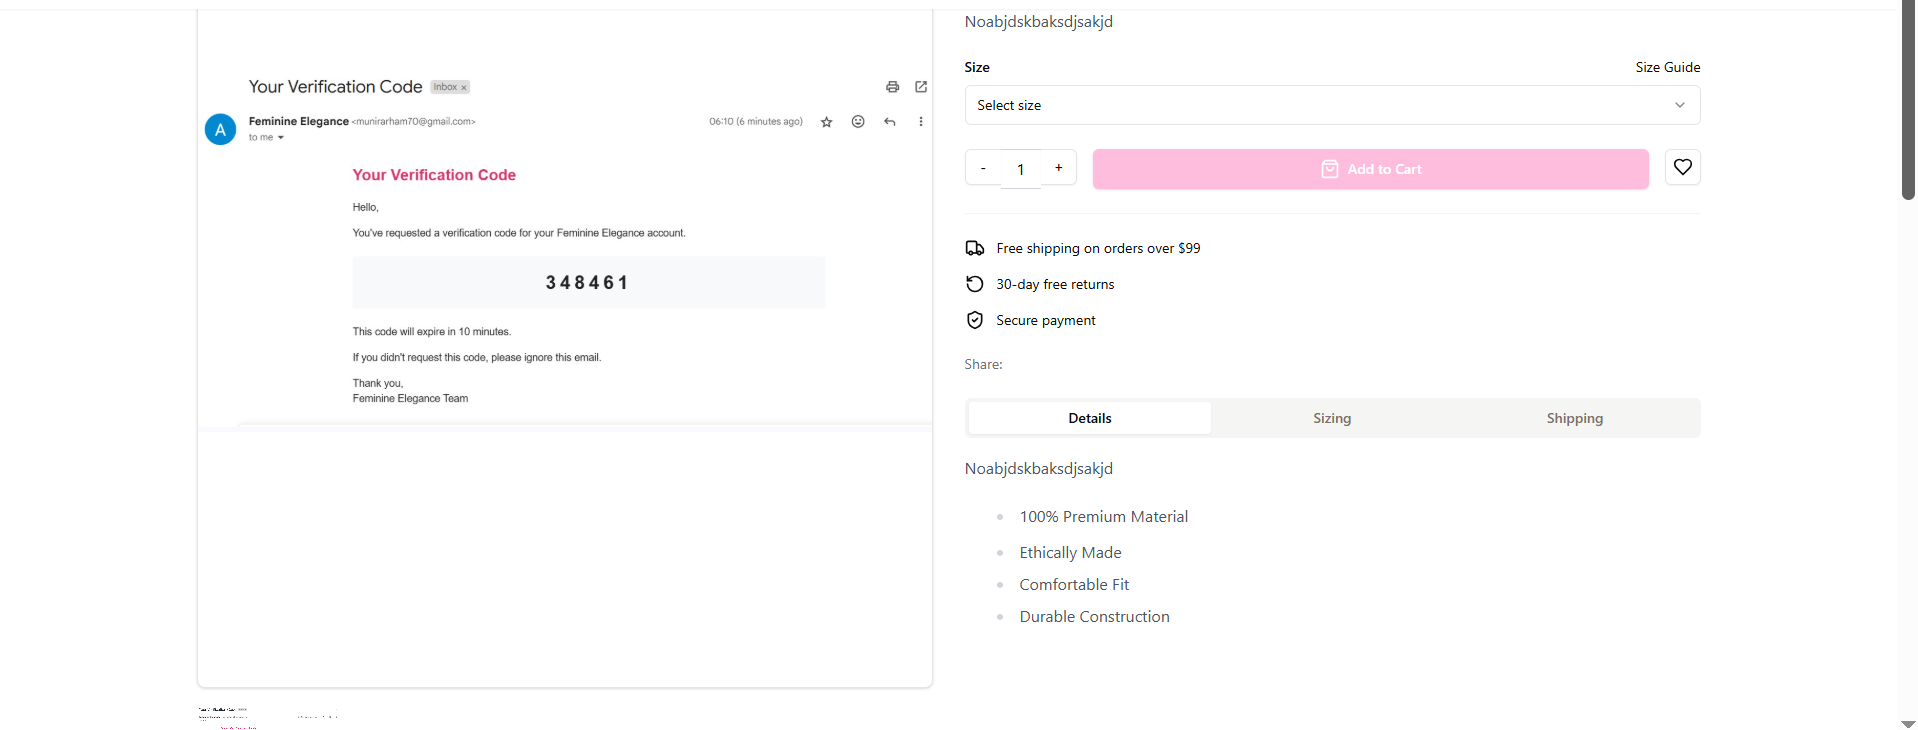 Your Verification Code Inbox x
Feminine Elegance <munirarham70@gmail.com> 06:10 (6 minutes ago)
A
to me
Your Verification Code
Hello,
You've requested a verification code for your Feminine Elegance account.
348461
This code will expire in 10 minutes.
If you didn't request this code, please ignore this email.
Thank you,
Feminine Elegance Team
Noabjdskbaksdjsakjd
Size Size Guide
Select size
- 1 + Add to Cart
Free shipping on orders over $99
30-day free returns
Secure payment
Share:
Details Sizing Shipping
Noabjdskbaksdjsakjd
100% Premium Material
Ethically Made
Comfortable Fit
Durable Construction